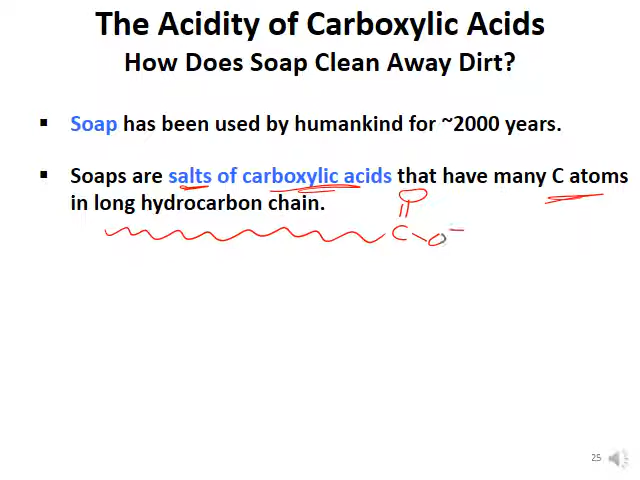 The Acidity of Carboxylic Acids
How Does Soap Clean Away Dirt?
▪ Soap has been used by humankind for ~2000 years.
▪ Soaps are salts of carboxylic acids that have many C atoms
in long hydrocarbon chain.
O
C-O⁻
25